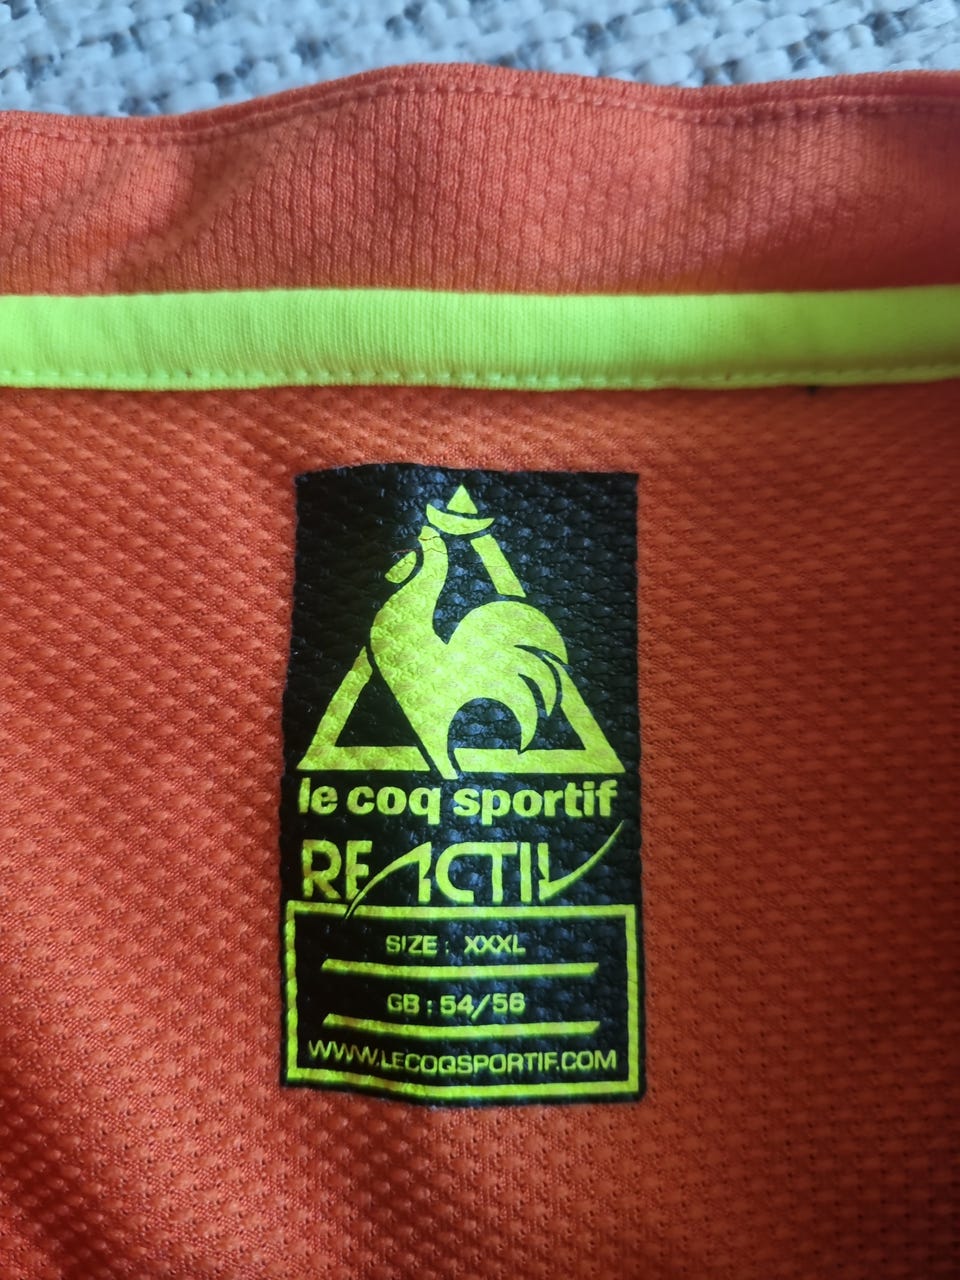 le coq sportif
REACTIV
SIZE : XXXL
GB : 54/56
WWW.LECOQSPORTIF.COM